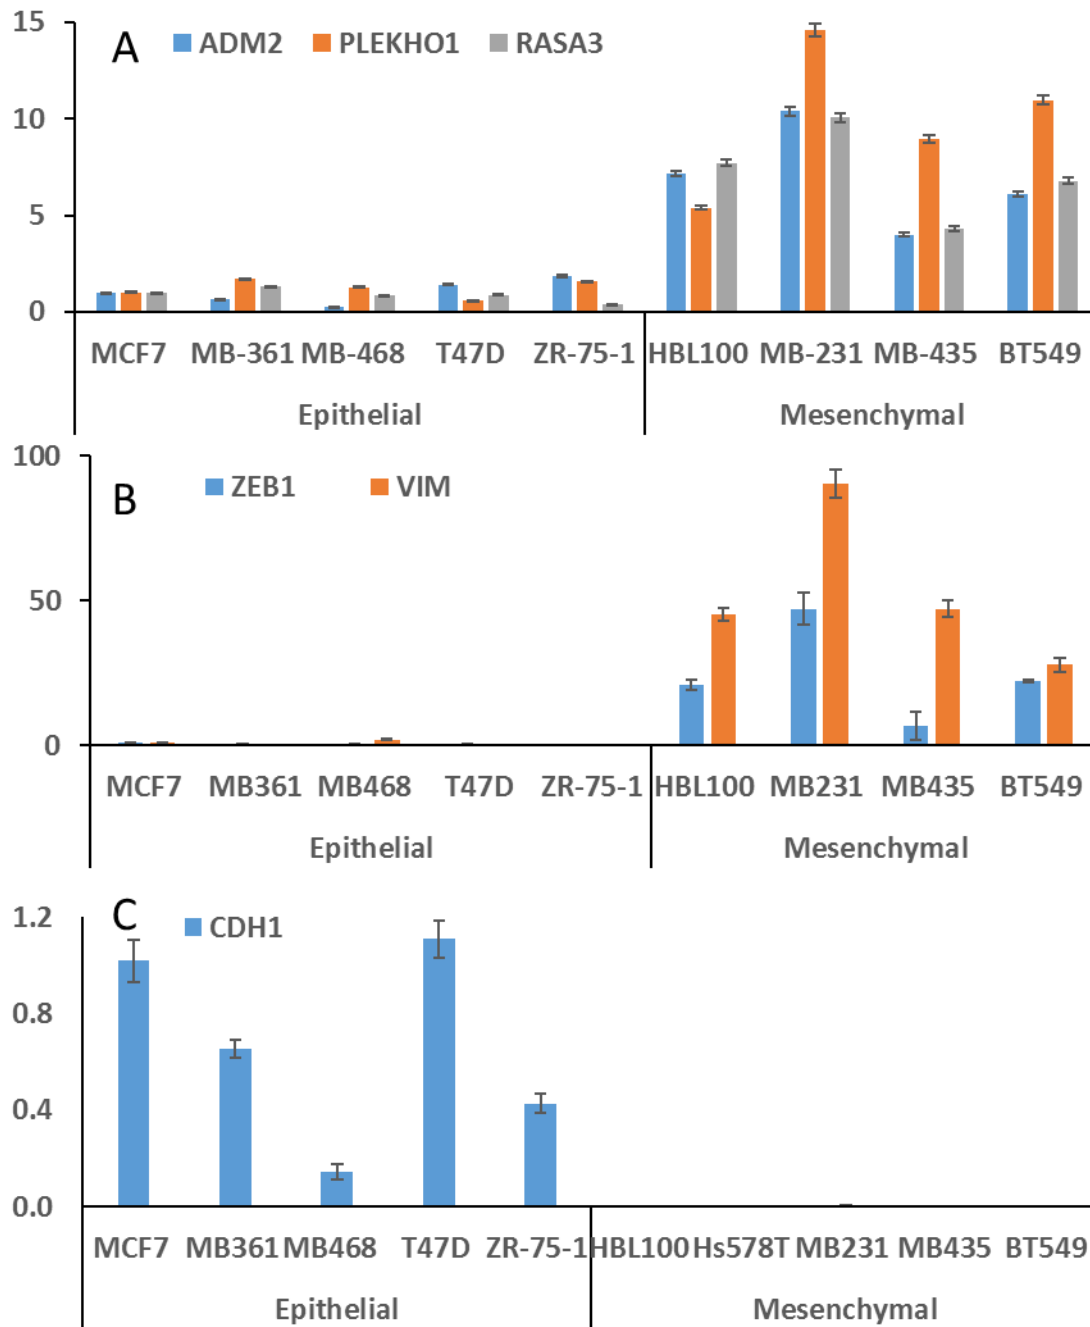 A ADM2 PLEKHO1 RASA3
15
10
5
0
MCF7 MB-361 MB-468 T47D ZR-75-1 HBL100 MB-231 MB-435 BT549
Epithelial Mesenchymal
B ZEB1 VIM
100
50
0
MCF7 MB361 MB468 T47D ZR-75-1 HBL100 MB231 MB435 BT549
Epithelial Mesenchymal
C CDH1
1.2
0.8
0.4
0.0
MCF7 MB361 MB468 T47D ZR-75-1 HBL100 Hs578T MB231 MB435 BT549
Epithelial Mesenchymal